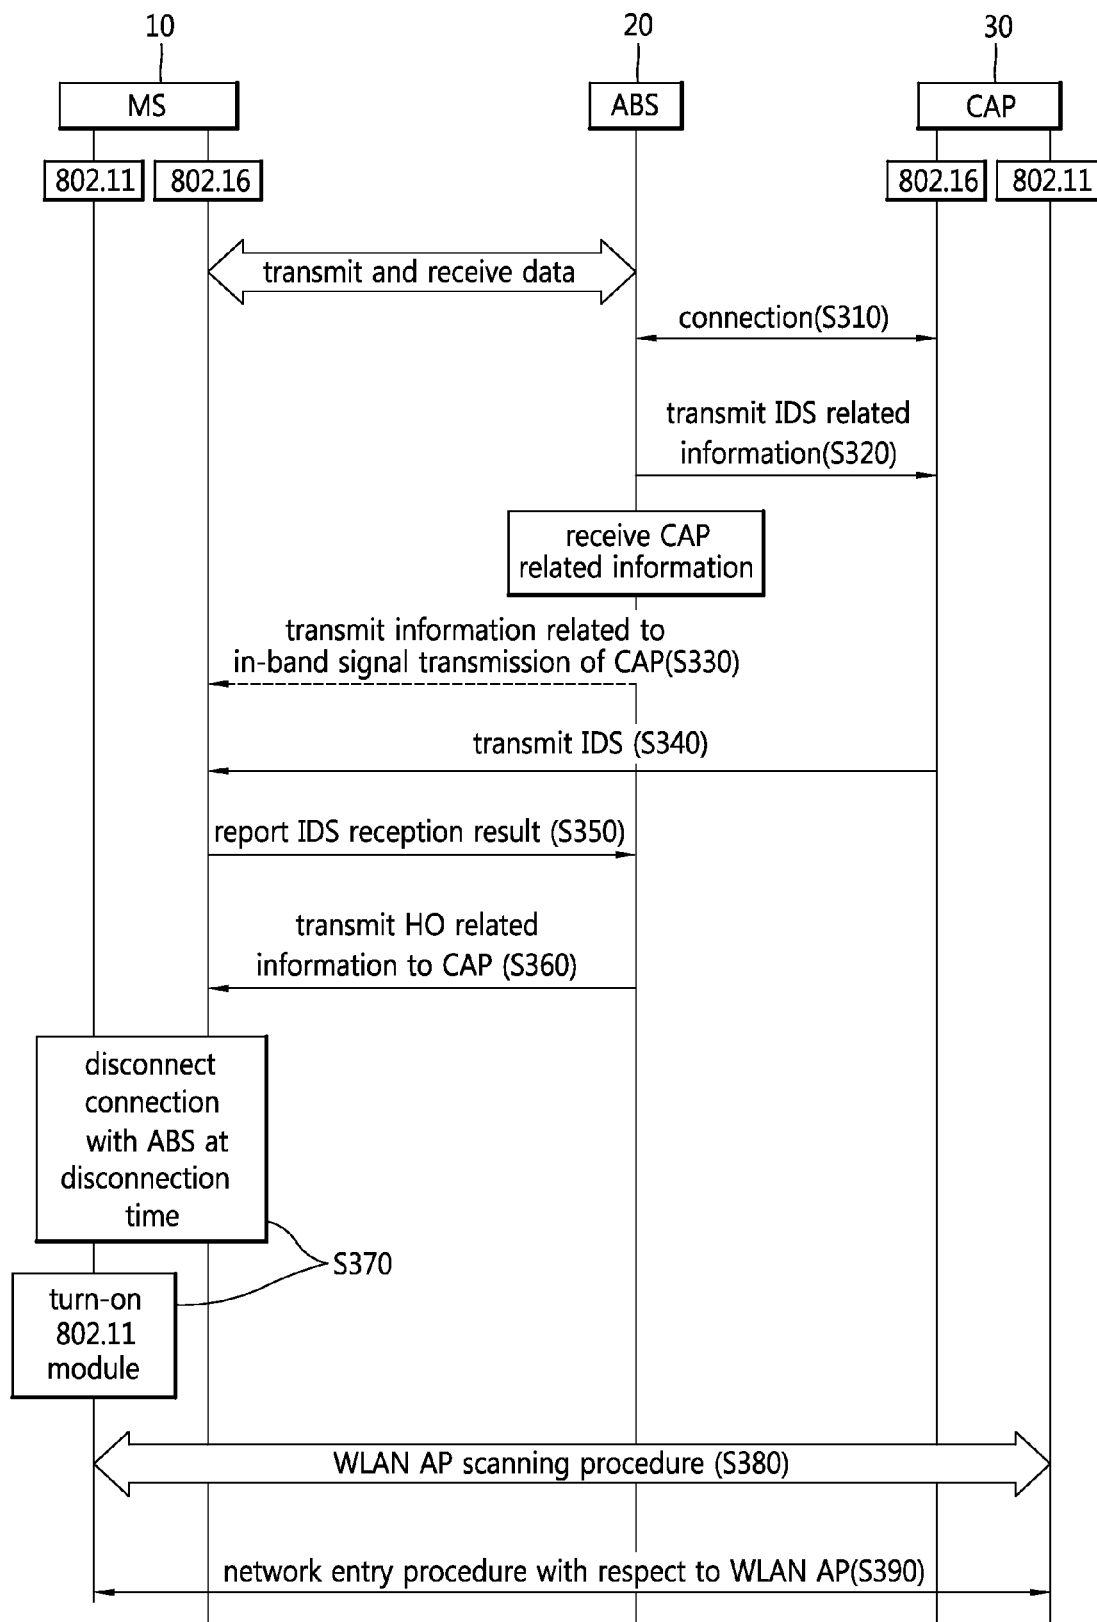 10
20
30
MS
ABS
CAP
802.11
802.16
802.16
802.11
transmit and receive data
connection(S310)
transmit IDS related
information(S320)
receive CAP
related information
transmit information related to
in-band signal transmission of CAP(S330)
transmit IDS (S340)
report IDS reception result (S350)
transmit HO related
information to CAP (S360)
disconnect
connection
with ABS at
disconnection
time
S370
turn-on
802.11
module
WLAN AP scanning procedure (S380)
network entry procedure with respect to WLAN AP(S390)